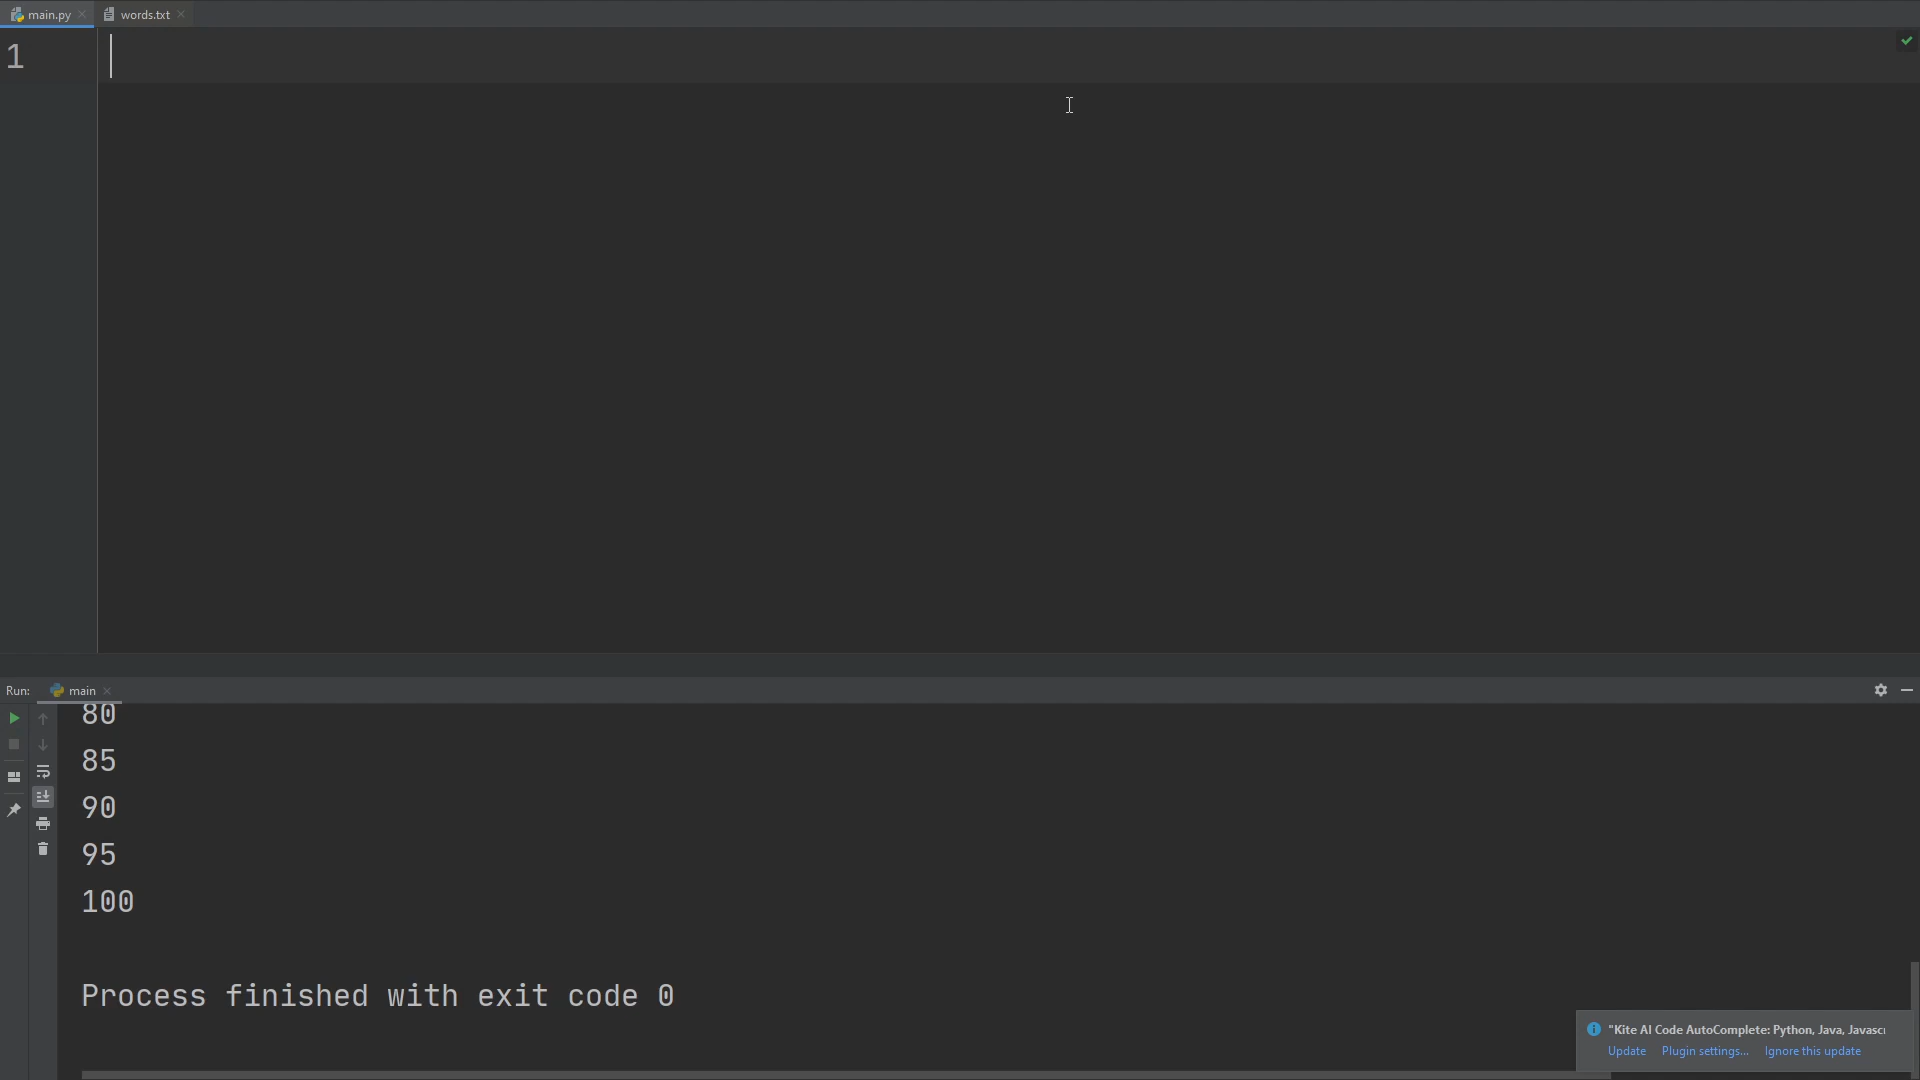 main.py words.txt
1
Run: main
80
85
90
95
100
Process finished with exit code 0
"Kite AI Code AutoComplete: Python, Java, Javasc
Update Plugin settings... Ignore this update